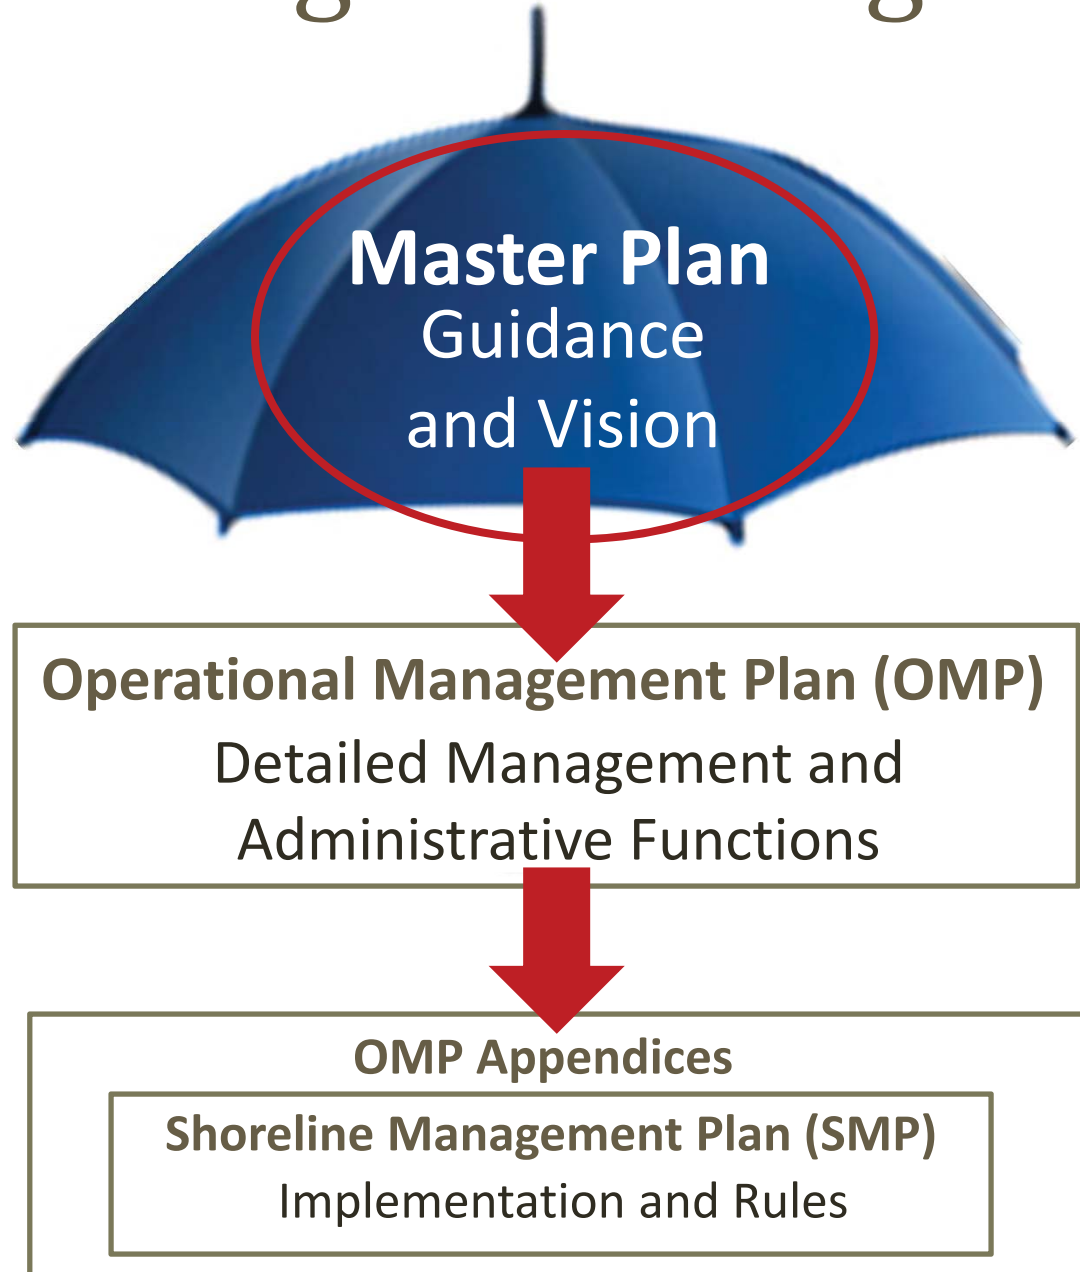 Master Plan
Guidance
and Vision
Operational Management Plan (OMP)
Detailed Management and
Administrative Functions
OMP Appendices
Shoreline Management Plan (SMP)
Implementation and Rules